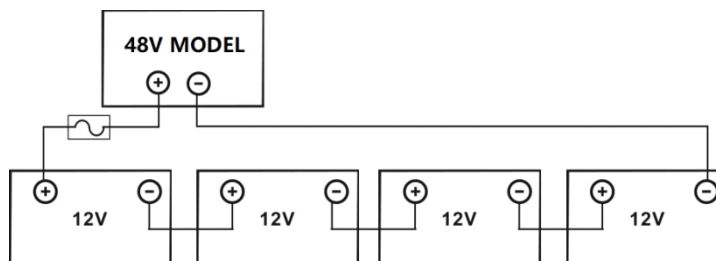 48V MODEL
+ −
+ − + − + − + −
12V 12V 12V 12V